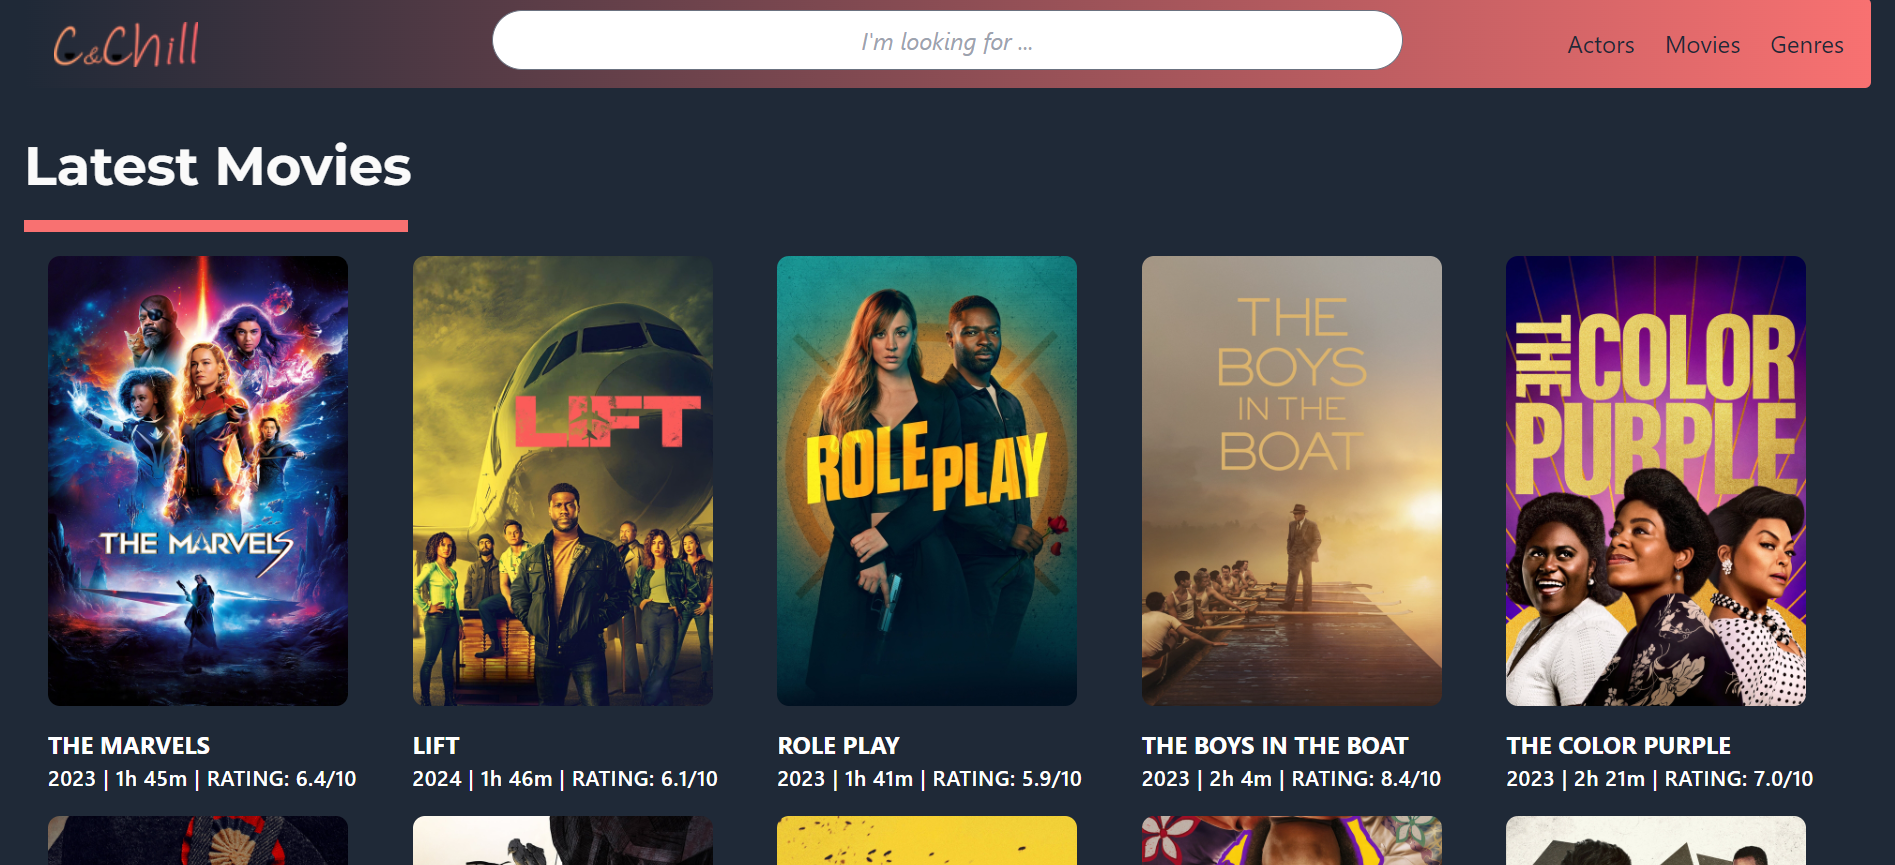 C&Chill
I'm looking for ...
Actors Movies Genres
Latest Movies
THE MARVELS
LIFT
ROLE PLAY
THE
BOYS
IN THE
BOAT
THE COLOR
PURPLE
THE MARVELS
2023 | 1h 45m | RATING: 6.4/10
LIFT
2024 | 1h 46m | RATING: 6.1/10
ROLE PLAY
2023 | 1h 41m | RATING: 5.9/10
THE BOYS IN THE BOAT
2023 | 2h 4m | RATING: 8.4/10
THE COLOR PURPLE
2023 | 2h 21m | RATING: 7.0/10